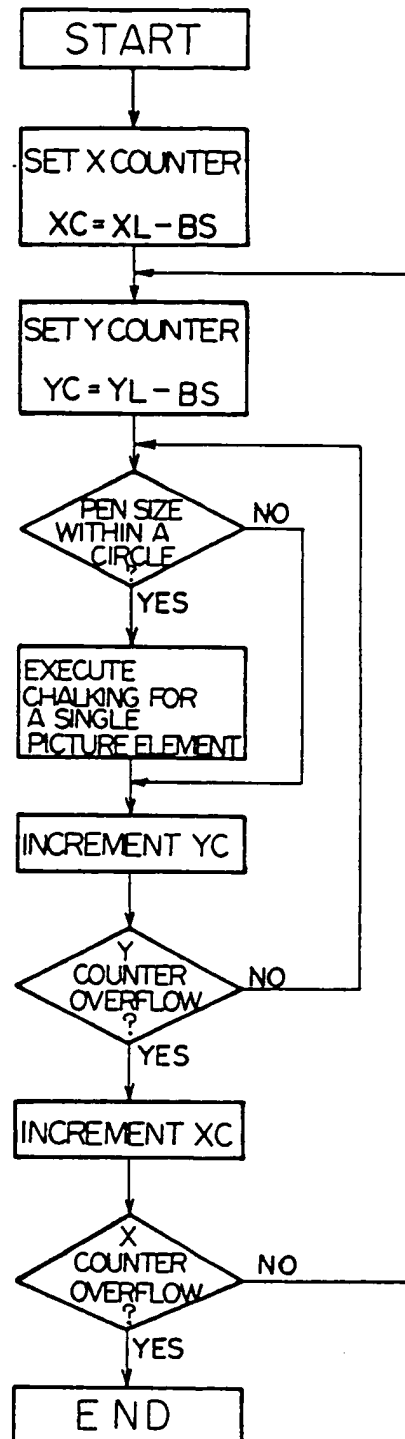 START
SET X COUNTER
XC = XL - BS
SET Y COUNTER
YC = YL - BS
PEN SIZE
WITHIN A
CIRCLE
?
NO
YES
EXECUTE
CHALKING FOR
A SINGLE
PICTURE ELEMENT
INCREMENT YC
Y
COUNTER
OVERFLOW
?
NO
YES
INCREMENT XC
X
COUNTER
OVERFLOW
?
NO
YES
END